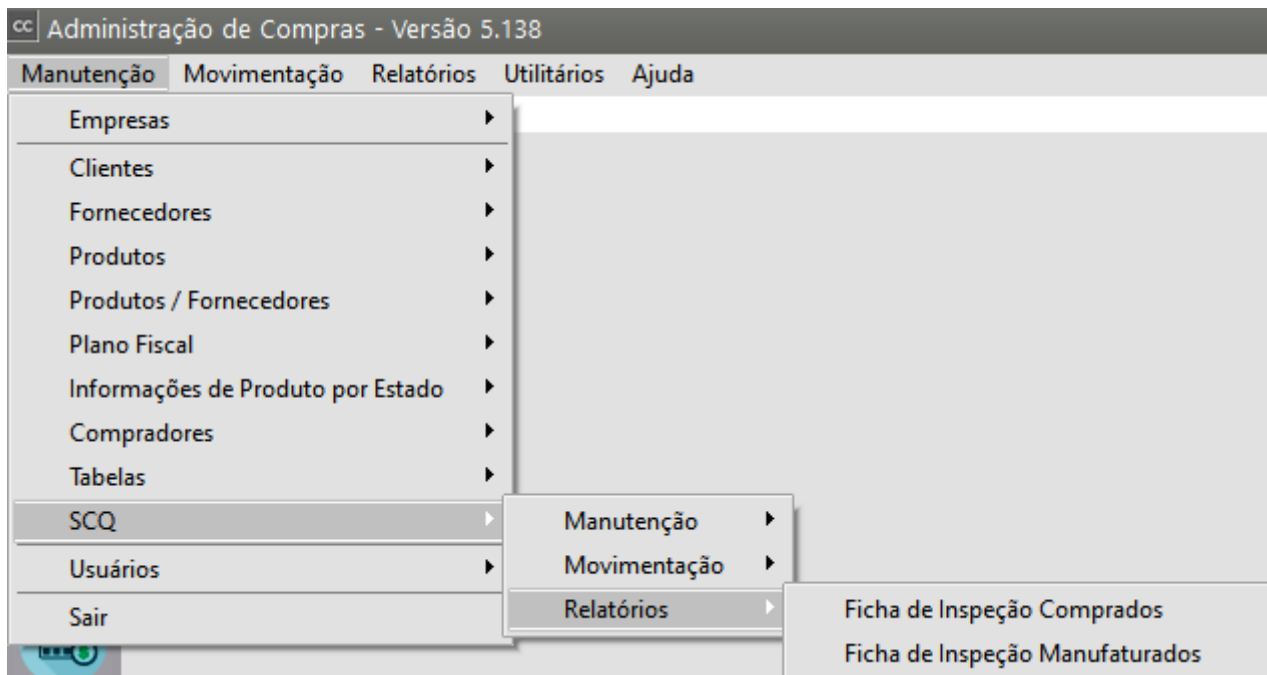 cc Administração de Compras - Versão 5.138
Manutenção Movimentação Relatórios Utilitários Ajuda
Empresas
Clientes
Fornecedores
Produtos
Produtos / Fornecedores
Plano Fiscal
Informações de Produto por Estado
Compradores
Tabelas
SCQ
Usuários
Sair
Manutenção
Movimentação
Relatórios
Ficha de Inspeção Comprados
Ficha de Inspeção Manufaturados